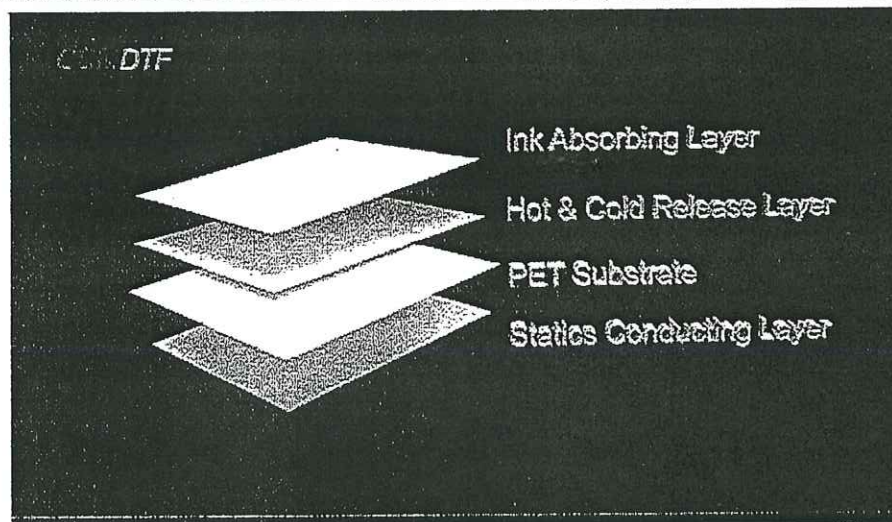 DTF
Ink Absorbing Layer
Hot & Cold Release Layer
PET Substrate
Statics Conducting Layer